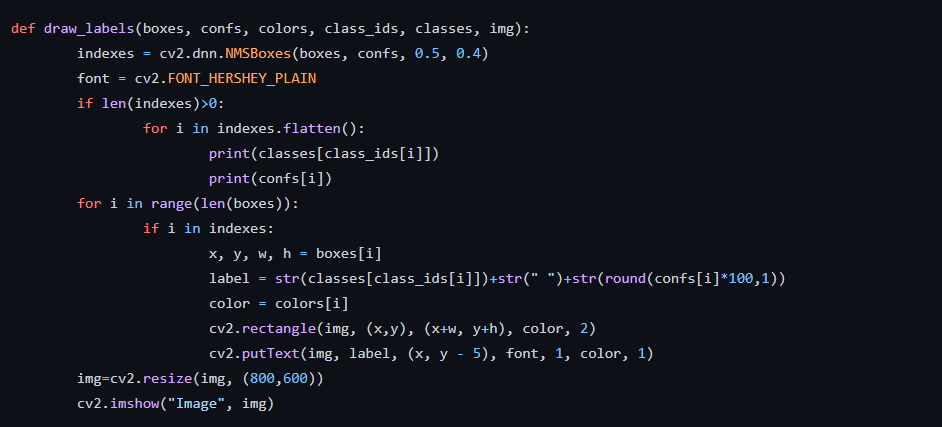 def draw_labels(boxes, confs, colors, class_ids, classes, img):
        indexes = cv2.dnn.NMSBoxes(boxes, confs, 0.5, 0.4)
        font = cv2.FONT_HERSHEY_PLAIN
        if len(indexes)>0:
                for i in indexes.flatten():
                        print(classes[class_ids[i]])
                        print(confs[i])
        for i in range(len(boxes)):
                if i in indexes:
                        x, y, w, h = boxes[i]
                        label = str(classes[class_ids[i]])+str(" ")+str(round(confs[i]*100,1))
                        color = colors[i]
                        cv2.rectangle(img, (x,y), (x+w, y+h), color, 2)
                        cv2.putText(img, label, (x, y - 5), font, 1, color, 1)
        img=cv2.resize(img, (800,600))
        cv2.imshow("Image", img)